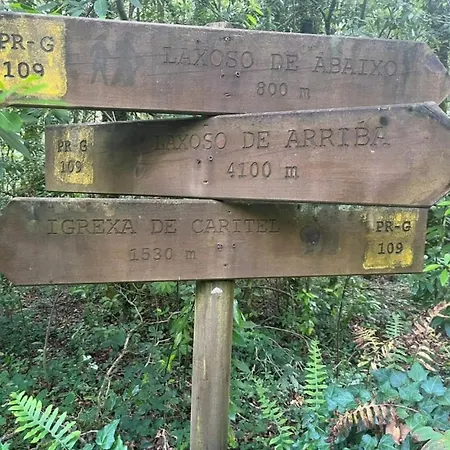 PR-G
109
LAXOSO DE ABAIXO
800 m
PR-G
109
LAXOSO DE ARRIBA
4100 m
IGREXA DE CARITEL
1530 m
PR-G
109